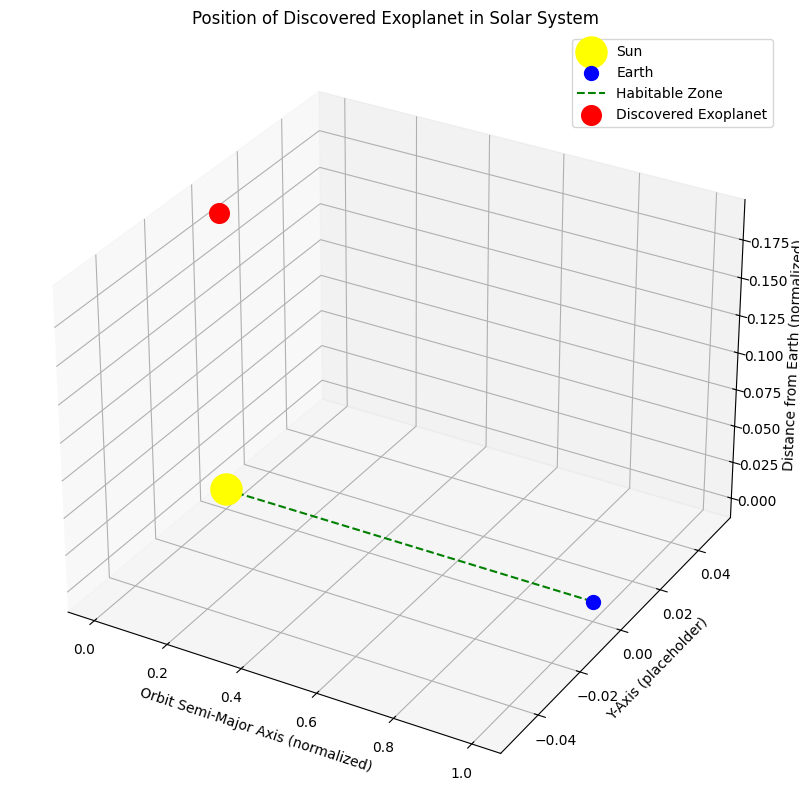 Position of Discovered Exoplanet in Solar System
Sun
Earth
Habitable Zone
Discovered Exoplanet
0.175
0.150
0.125
0.100
0.075
0.050
0.025
0.000
Distance from Earth (normalized)
0.04
0.02
0.00
−0.02
−0.04
Y-Axis (placeholder)
0.0
0.2
0.4
0.6
0.8
1.0
Orbit Semi-Major Axis (normalized)